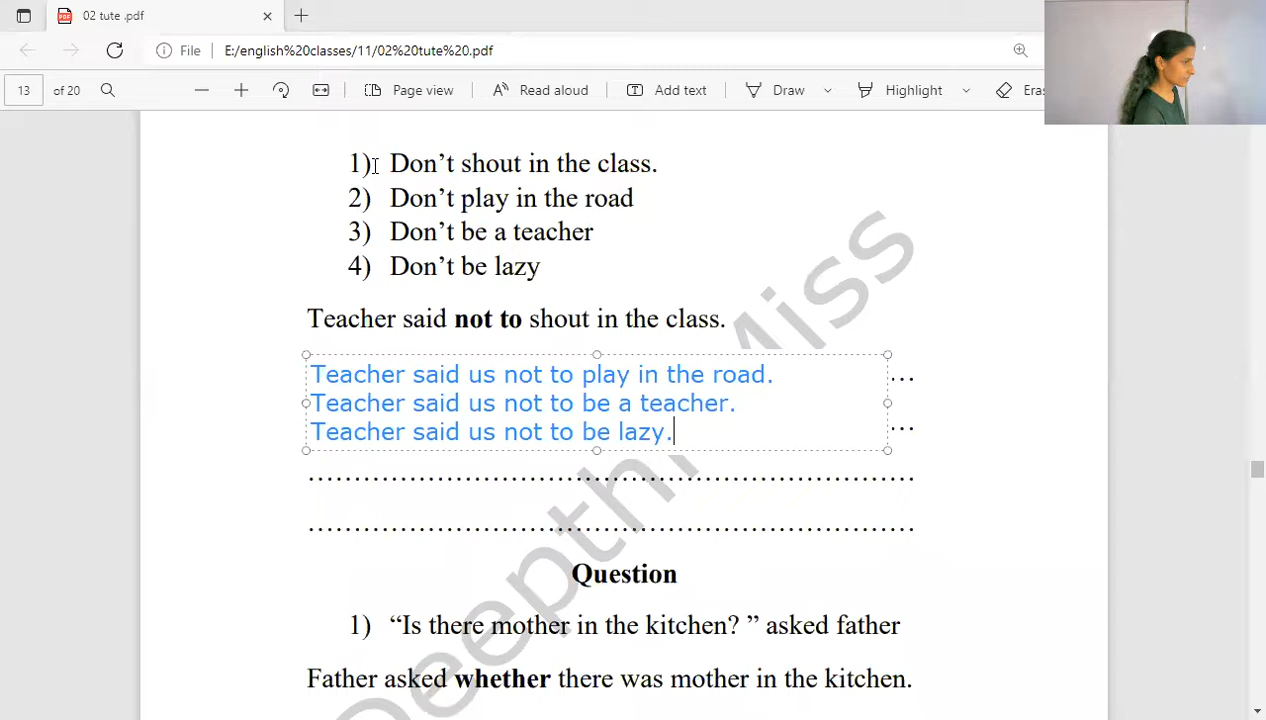 02 tute .pdf
File E:/english%20classes/11/02%20tute%20.pdf
13 of 20 Page view Read aloud Add text Draw Highlight Eras
1) Don’t shout in the class.
2) Don’t play in the road
3) Don’t be a teacher
4) Don’t be lazy
Teacher said not to shout in the class.
Teacher said us not to play in the road. ...
Teacher said us not to be a teacher.
Teacher said us not to be lazy. ...
Question
1) “Is there mother in the kitchen? ” asked father
Father asked whether there was mother in the kitchen.
Deepthi Miss